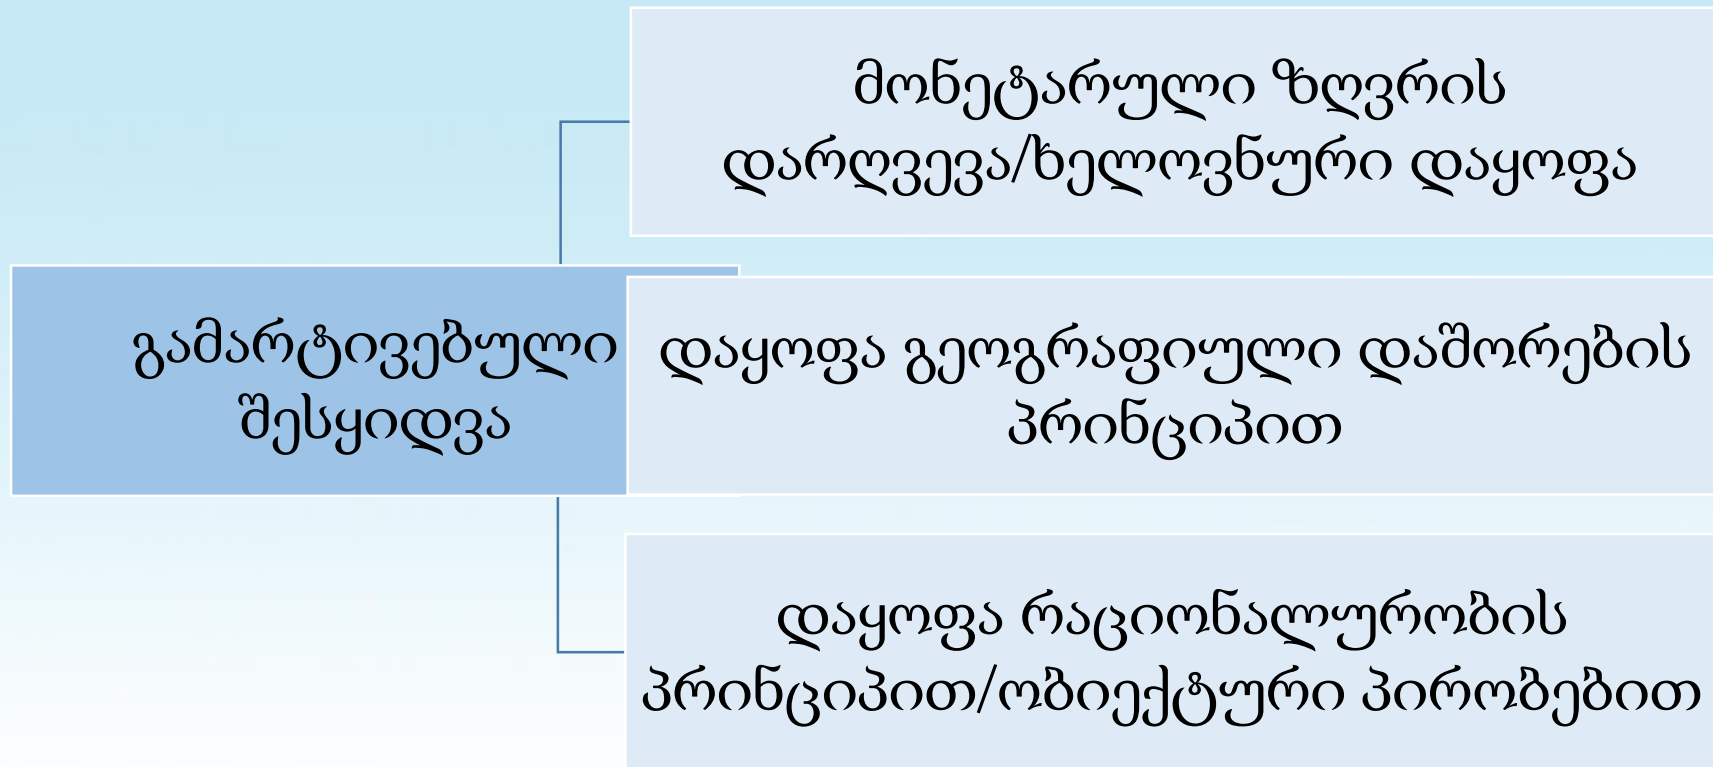 მონეტარული ზღვრის
დარღვევა/ხელოვნური დაყოფა
გამარტივებული
შესყიდვა
დაყოფა გეოგრაფიული დაშორების
პრინციპით
დაყოფა რაციონალურობის
პრინციპით/ობიექტური პირობებით